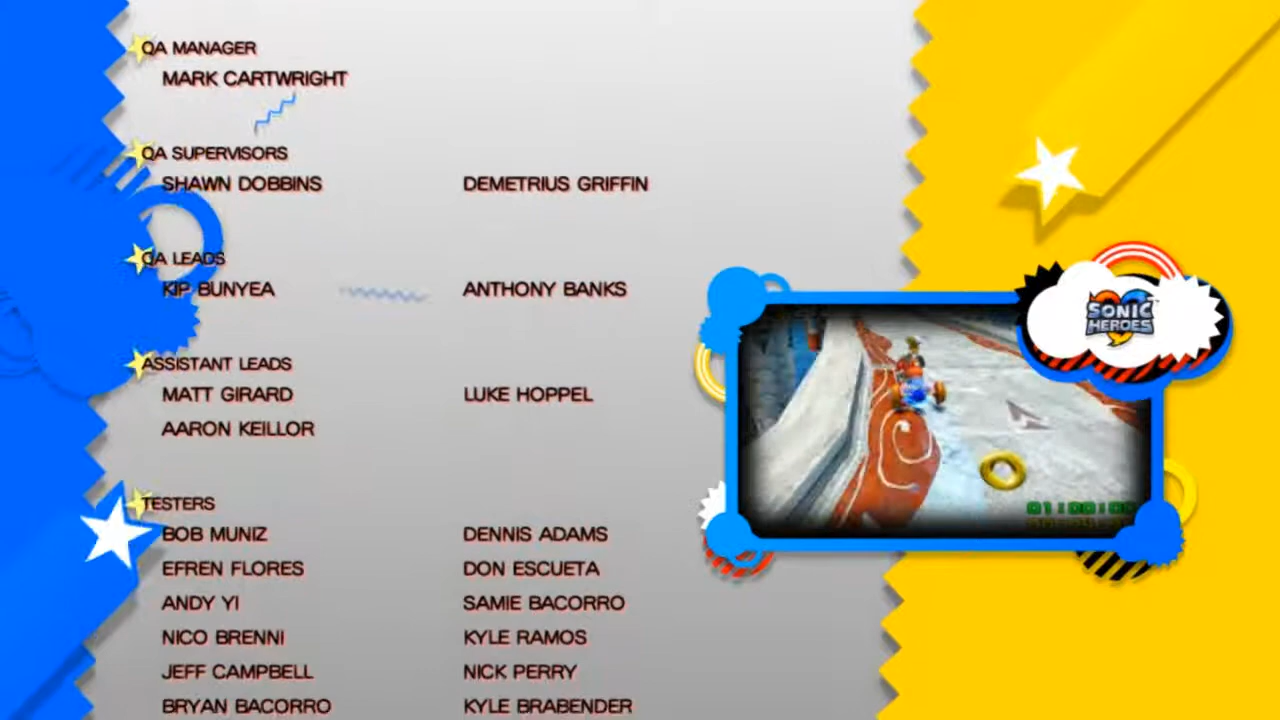 QA MANAGER
MARK CARTWRIGHT
QA SUPERVISORS
SHAWN DOBBINS DEMETRIUS GRIFFIN
QA LEADS
KIP BUNYEA ANTHONY BANKS
ASSISTANT LEADS
MATT GIRARD LUKE HOPPEL
AARON KEILLOR
TESTERS
BOB MUNIZ DENNIS ADAMS
EFREN FLORES DON ESCUETA
ANDY YI SAMIE BACORRO
NICO BRENNI KYLE RAMOS
JEFF CAMPBELL NICK PERRY
BRYAN BACORRO KYLE BRABENDER
SONIC
HEROES